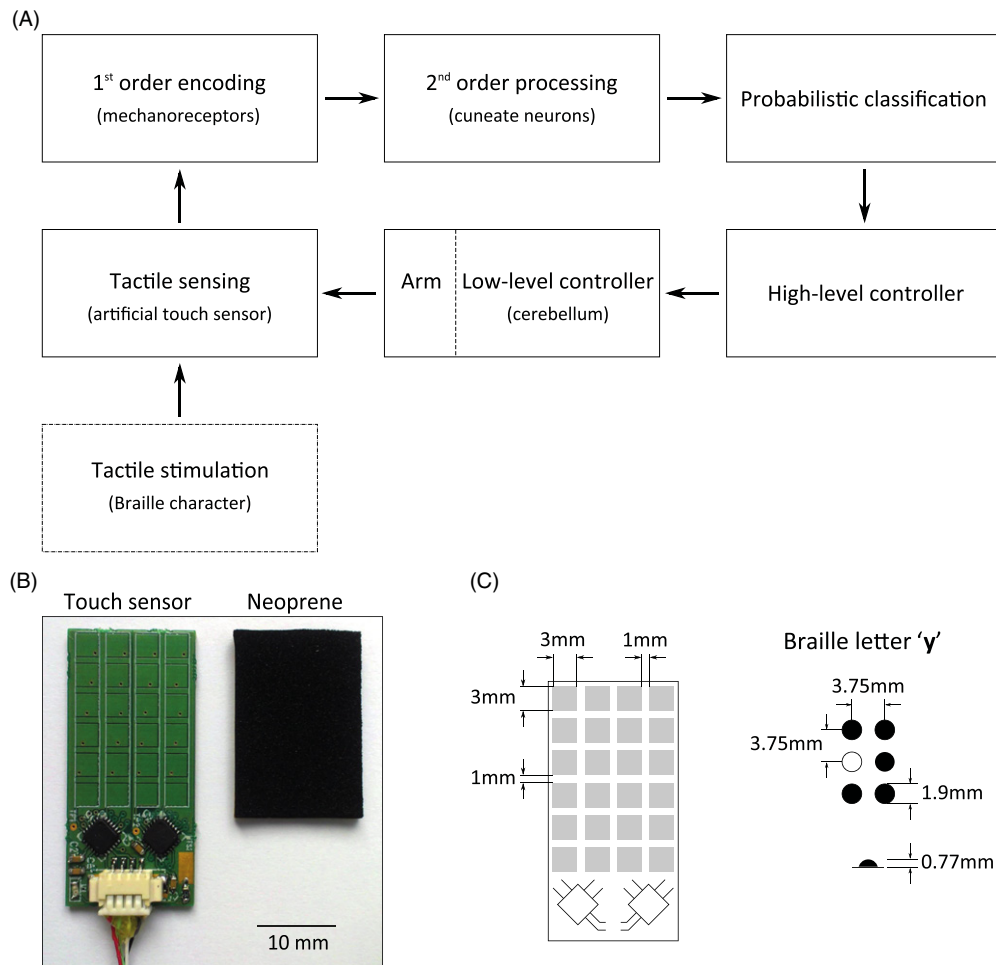 (A)
1st order encoding
(mechanoreceptors)
2nd order processing
(cuneate neurons)
Probabilistic classification
Tactile sensing
(artificial touch sensor)
Arm
Low-level controller
(cerebellum)
High-level controller
Tactile stimulation
(Braille character)
(B)
Touch sensor
Neoprene
10 mm
(C)
3mm
1mm
3mm
1mm
Braille letter ‘y’
3.75mm
3.75mm
1.9mm
0.77mm